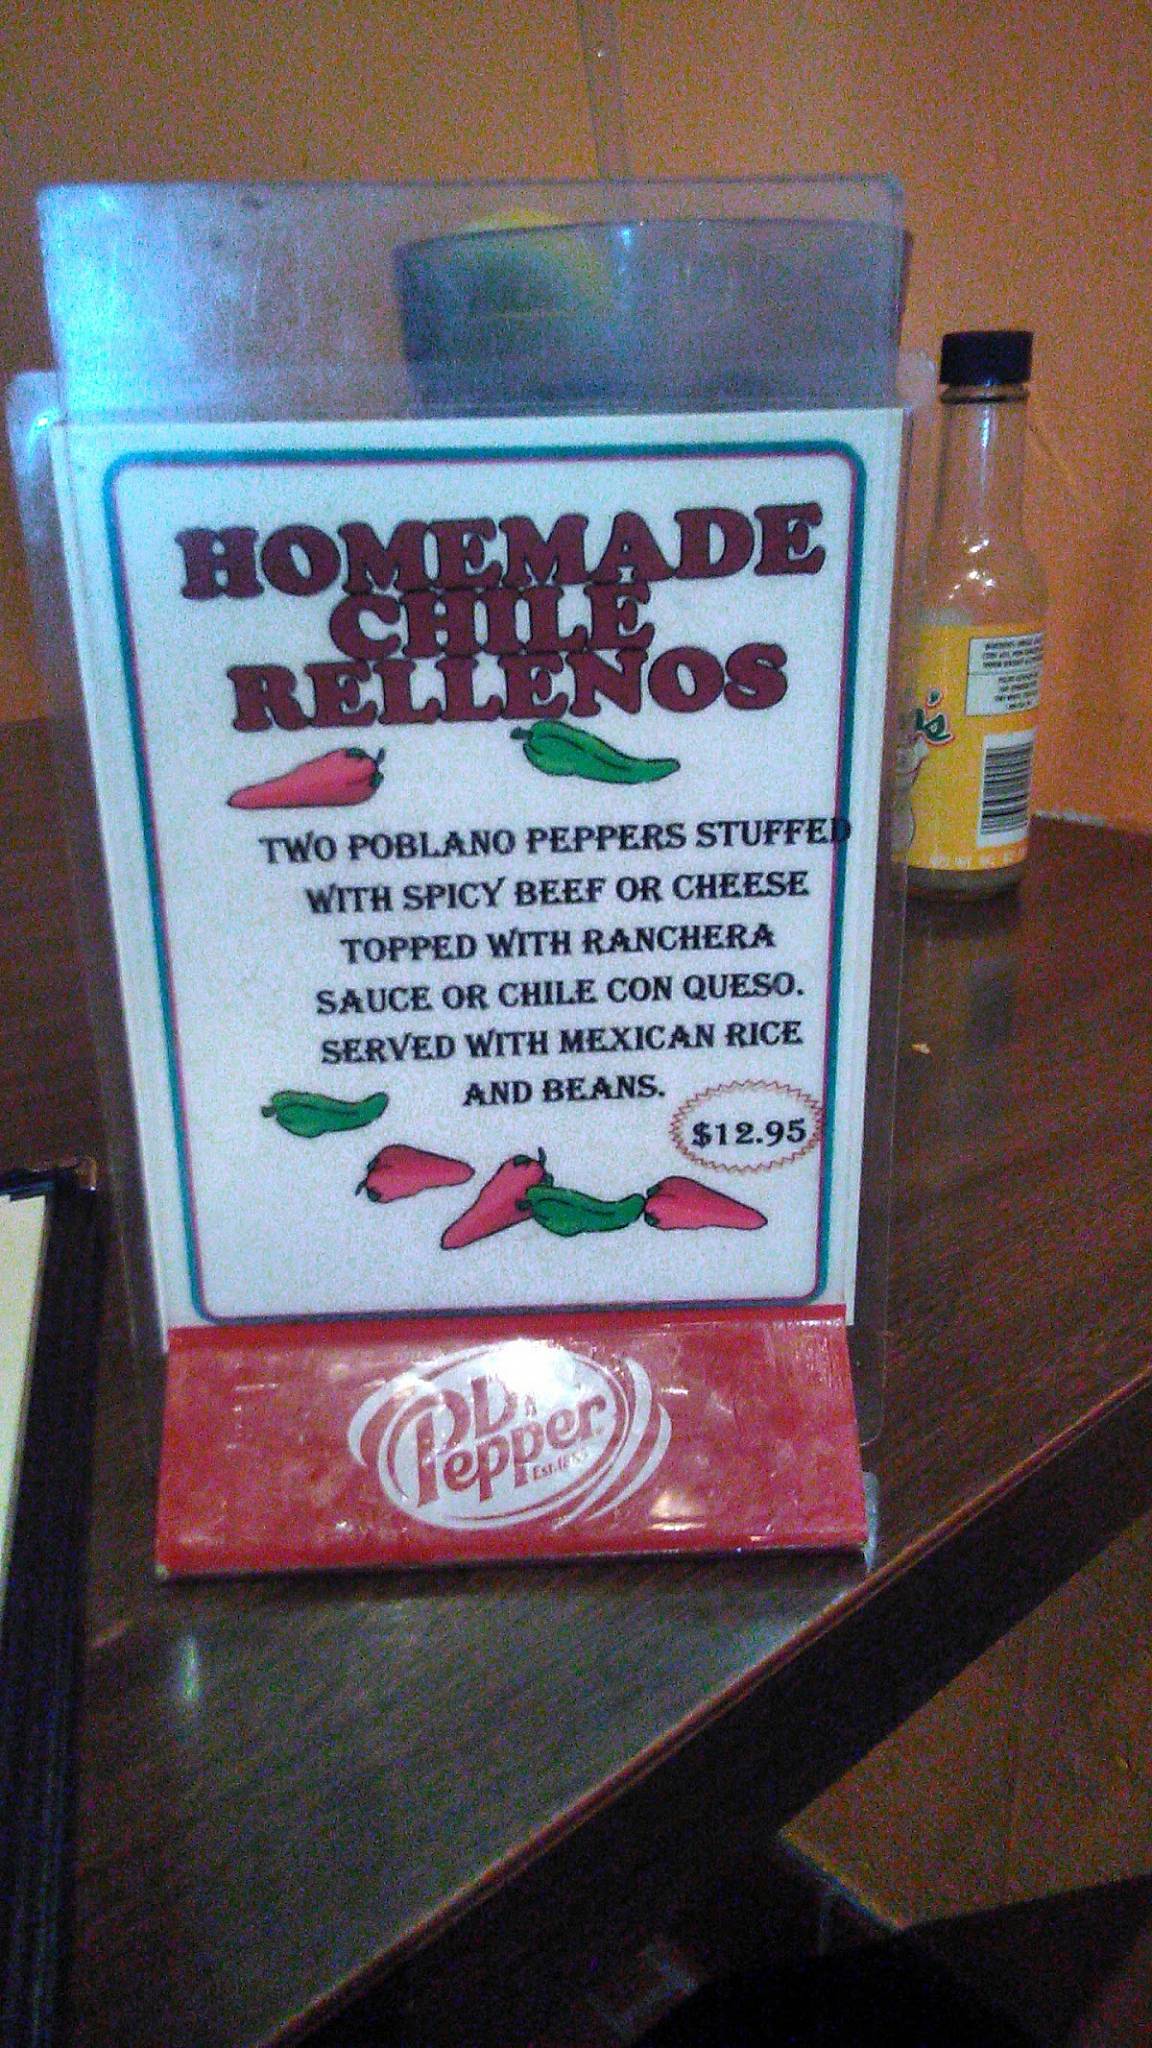 HOMEMADE
CHILE
RELLENOS
TWO POBLANO PEPPERS STUFFED
WITH SPICY BEEF OR CHEESE
TOPPED WITH RANCHERA
SAUCE OR CHILE CON QUESO.
SERVED WITH MEXICAN RICE
AND BEANS.
$12.95
Dr
Pepper